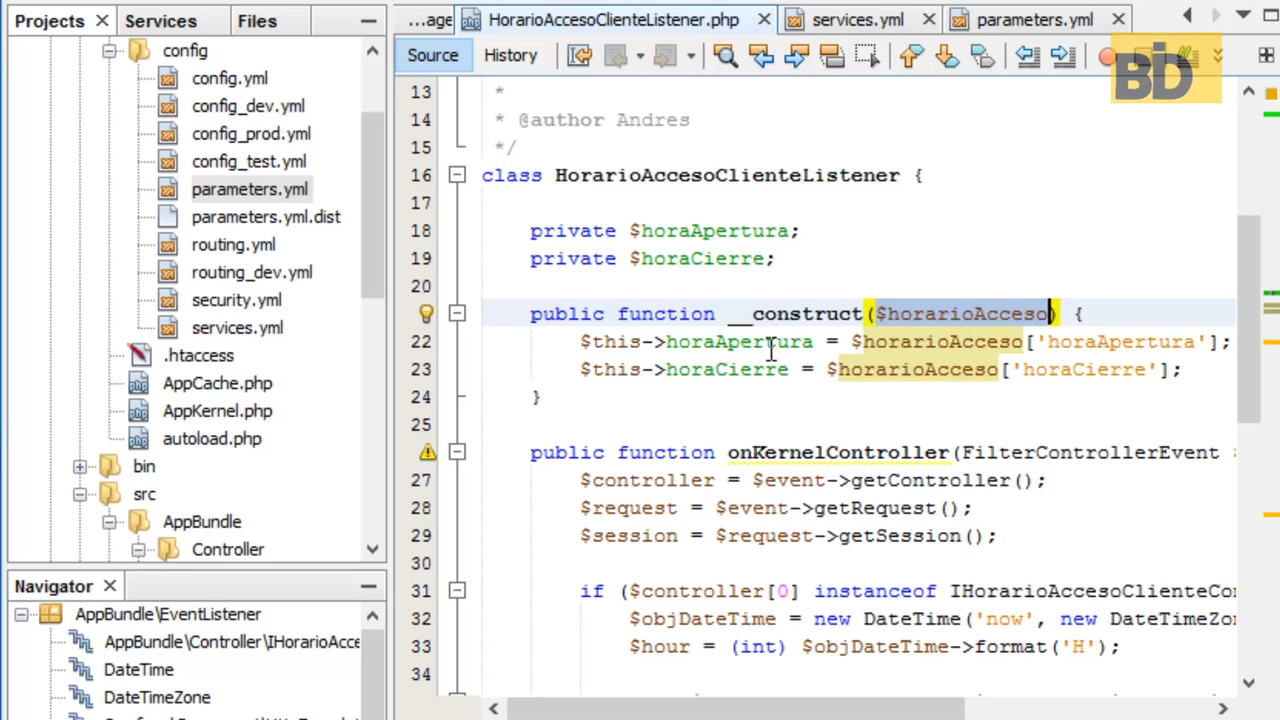 Projects
Services
Files
config
config.yml
config_dev.yml
config_prod.yml
config_test.yml
parameters.yml
parameters.yml.dist
routing.yml
routing_dev.yml
security.yml
services.yml
.htaccess
AppCache.php
AppKernel.php
autoload.php
bin
src
AppBundle
Controller
Navigator
AppBundle\EventListener
AppBundle\Controller\IHorarioAcce
DateTime
DateTimeZone
...age
HorarioAccesoClienteListener.php
services.yml
parameters.yml
Source
History
BD
13 *
14 * @author Andres
15 */
16 class HorarioAccesoClienteListener {
17
18 private $horaApertura;
19 private $horaCierre;
20
public function __construct($horarioAcceso) {
22 $this->horaApertura = $horarioAcceso['horaApertura'];
23 $this->horaCierre = $horarioAcceso['horaCierre'];
24 }
25
public function onKernelController(FilterControllerEvent
27 $controller = $event->getController();
28 $request = $event->getRequest();
29 $session = $request->getSession();
30
31 if ($controller[0] instanceof IHorarioAccesoClienteCo
32 $objDateTime = new DateTime('now', new DateTimeZo
33 $hour = (int) $objDateTime->format('H');
34